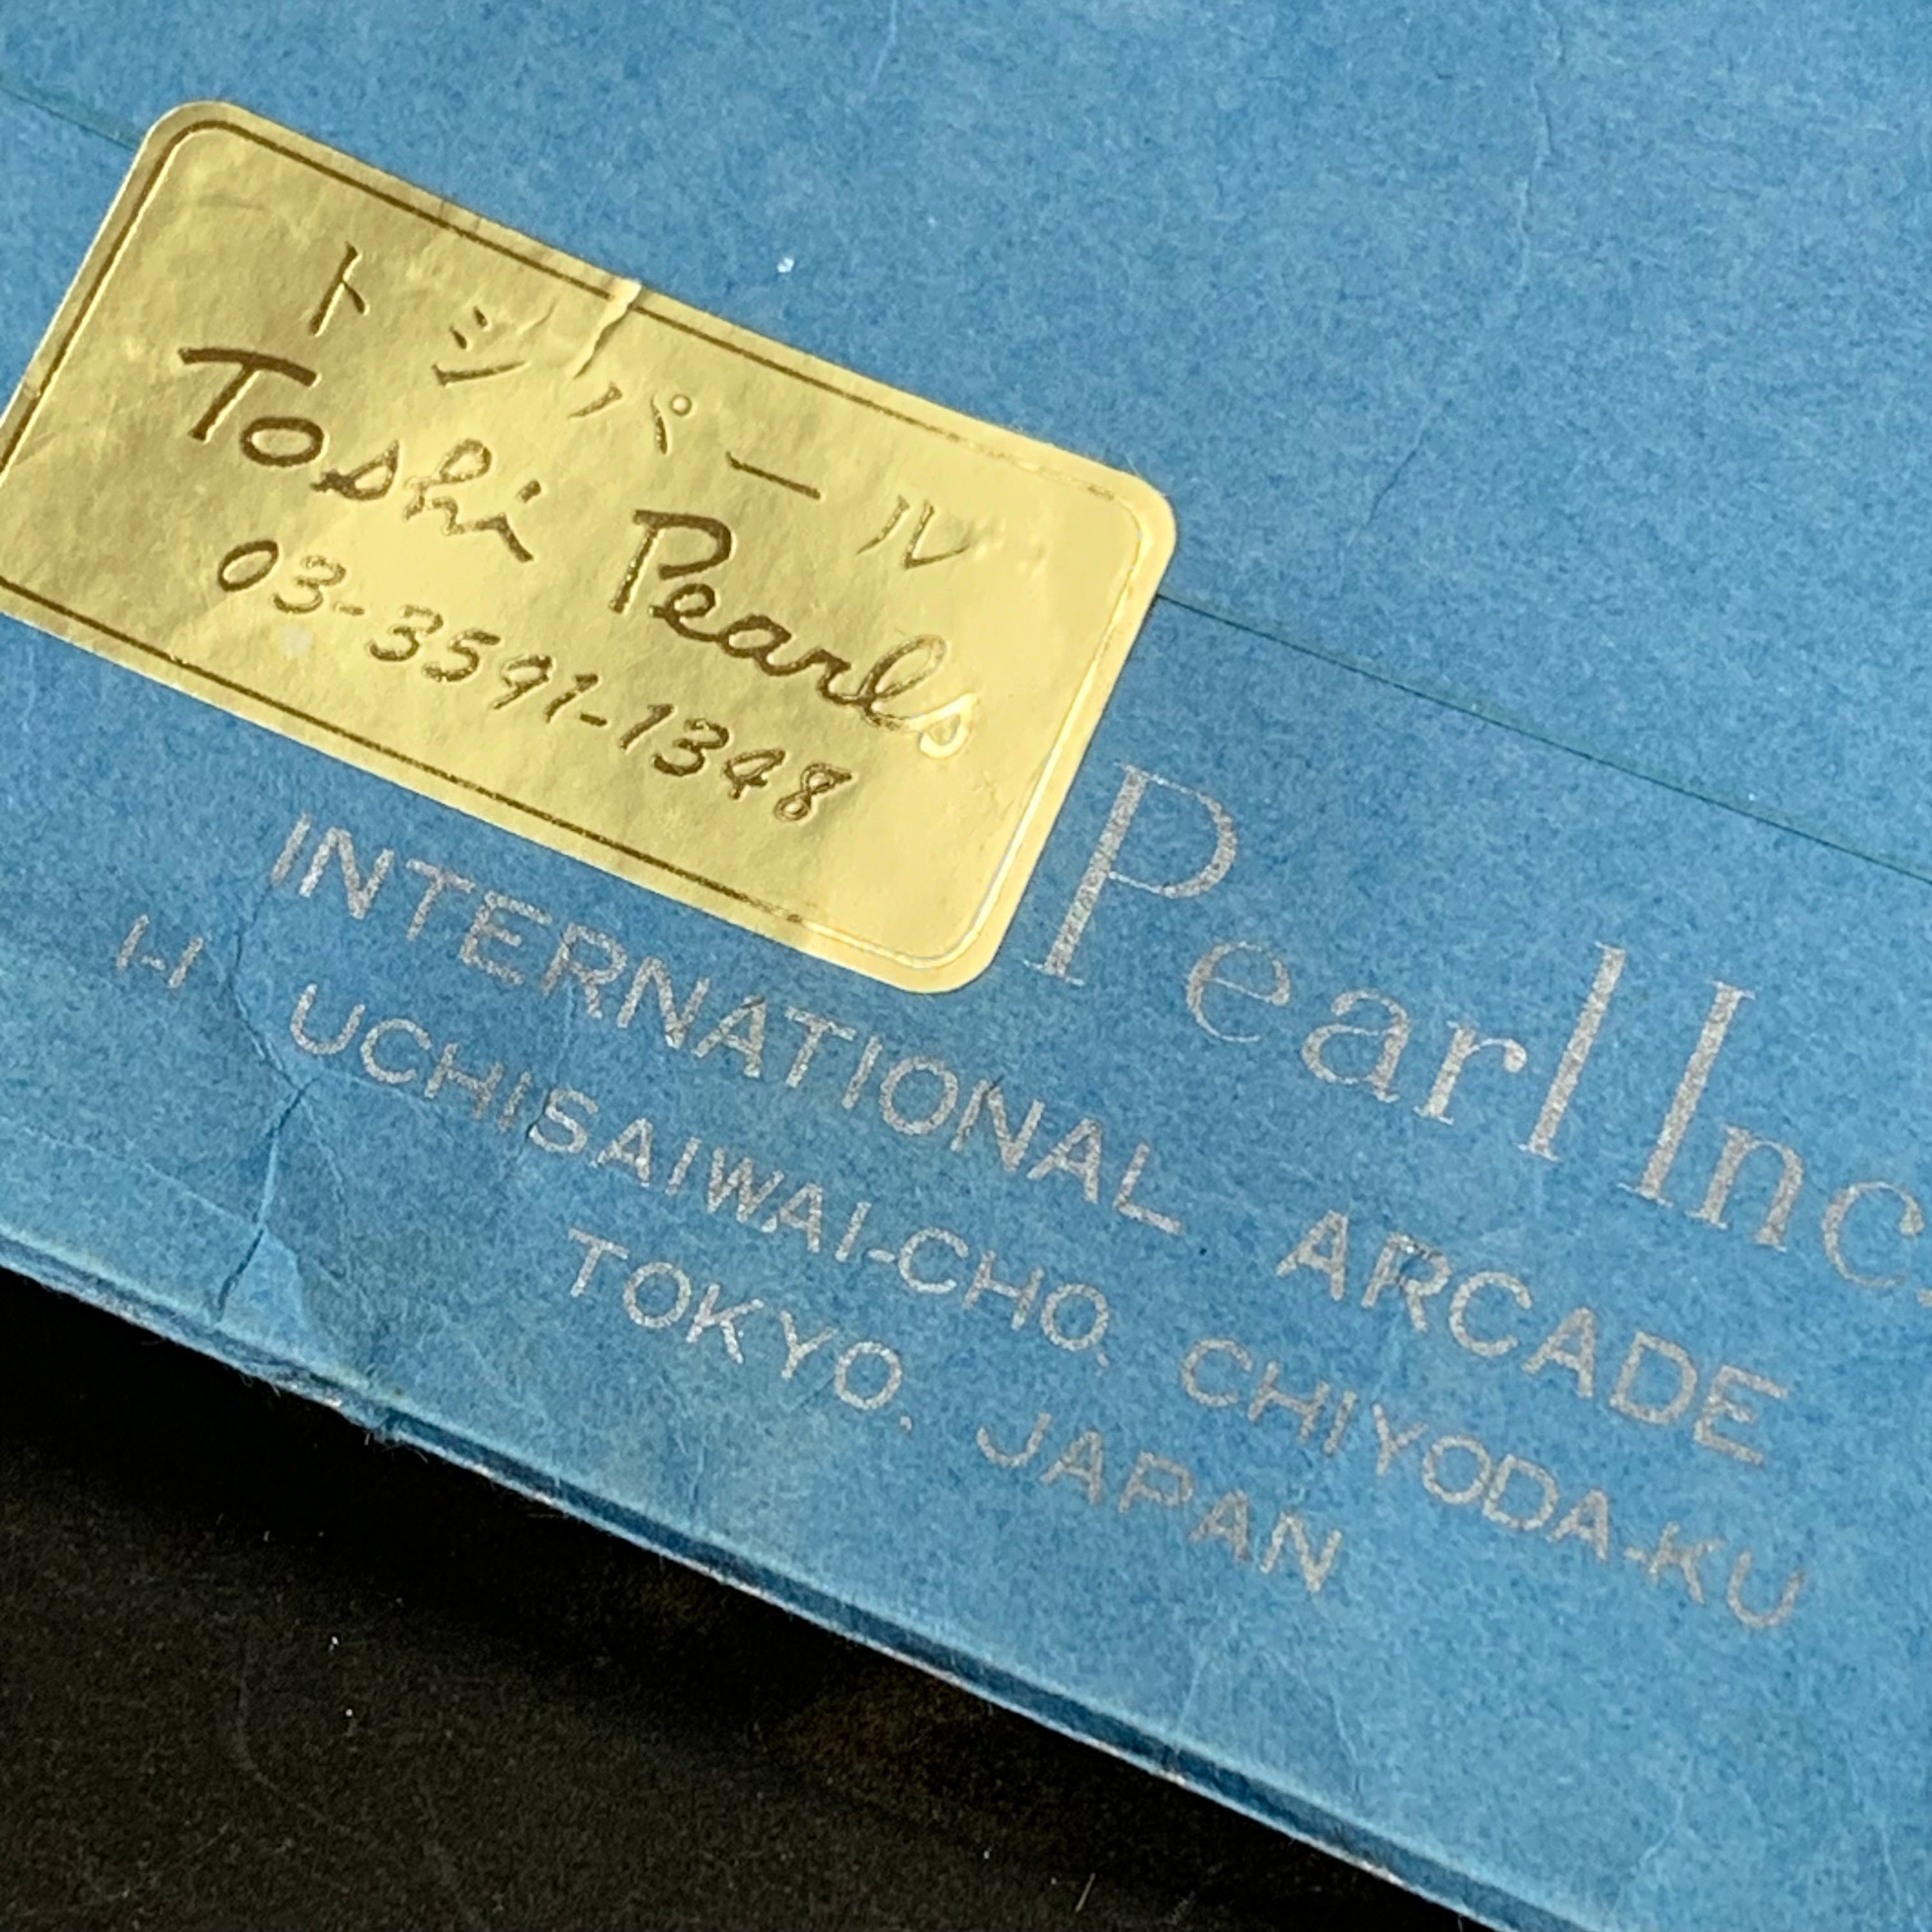 トシパール
Toshi Pearls
03-3591-1348
Pearl Inc.
INTERNATIONAL ARCADE
1-1 UCHISAIWAI-CHO, CHIYODA-KU
TOKYO, JAPAN